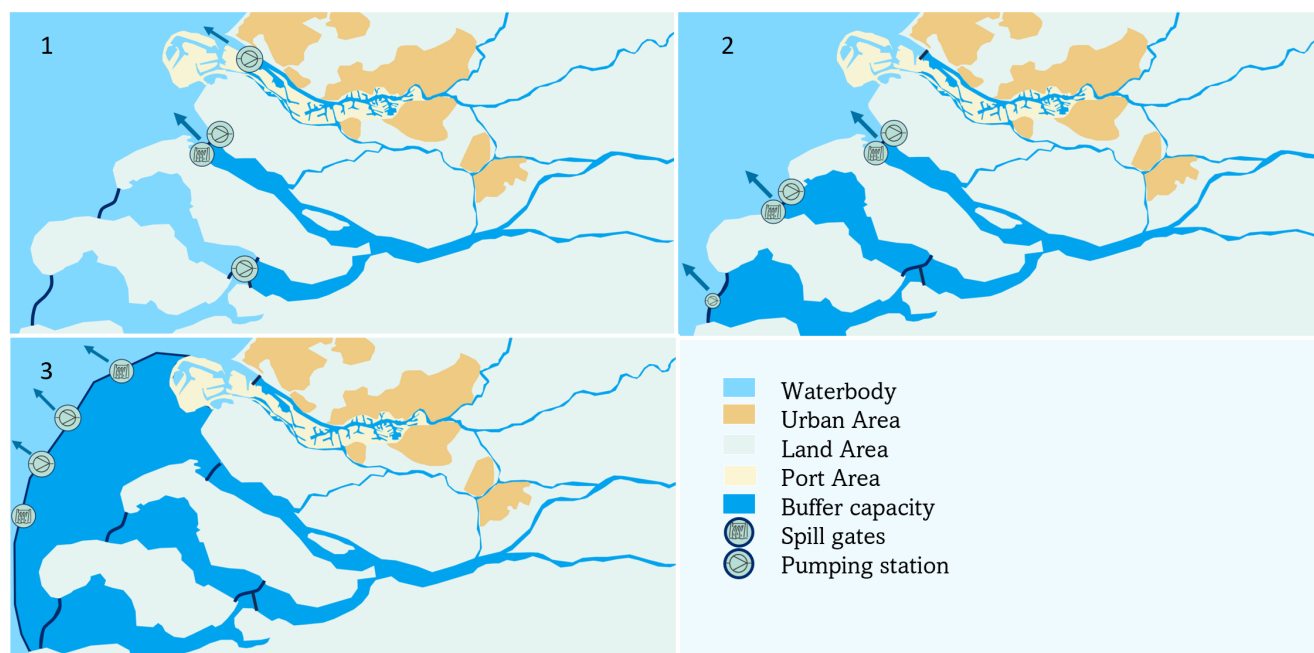 1
2
3
Waterbody
Urban Area
Land Area
Port Area
Buffer capacity
Spill gates
Pumping station